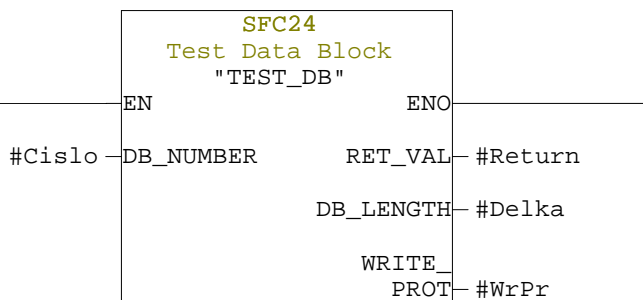 SFC24
Test Data Block
"TEST_DB"
EN ENO
#Cislo DB_NUMBER RET_VAL #Return
DB_LENGTH #Delka
WRITE_
PROT #WrPr